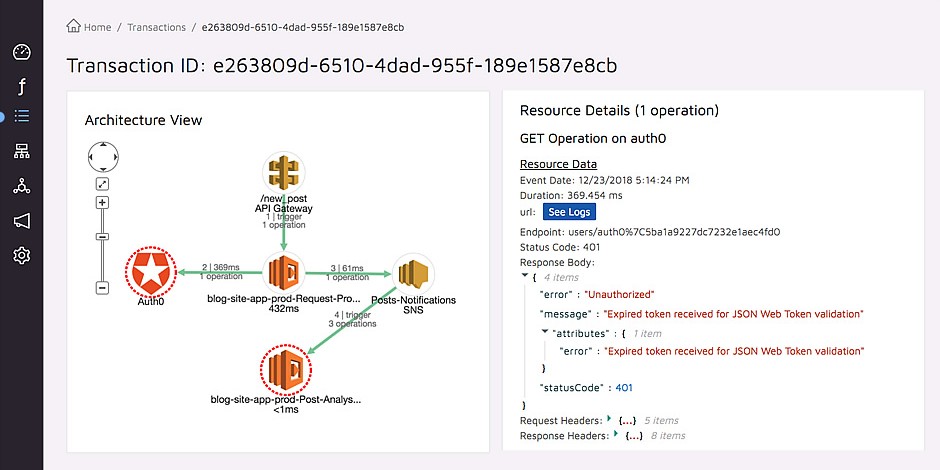 Home / Transactions / e263809d-6510-4dad-955f-189e1587e8cb
Transaction ID: e263809d-6510-4dad-955f-189e1587e8cb
Architecture View
/new_post
API Gateway
1 | trigger
1 operation
2 | 369ms
1 operation
3 | 61ms
1 operation
Auth0
blog-site-app-prod-Request-Pro...
432ms
Posts-Notifications
SNS
4 | trigger
3 operations
blog-site-app-prod-Post-Analys...
<1ms
Resource Details (1 operation)
GET Operation on auth0
Resource Data
Event Date: 12/23/2018 5:14:24 PM
Duration: 369.454 ms
url: See Logs
Endpoint: users/auth0%7C5ba1a9227dc7232e1aec4fd0
Status Code: 401
Response Body:
{ 4 items
"error" : "Unauthorized"
"message" : "Expired token received for JSON Web Token validation"
"attributes" : { 1 item
"error" : "Expired token received for JSON Web Token validation"
}
"statusCode" : 401
}
Request Headers: {...} 5 items
Response Headers: {...} 8 items